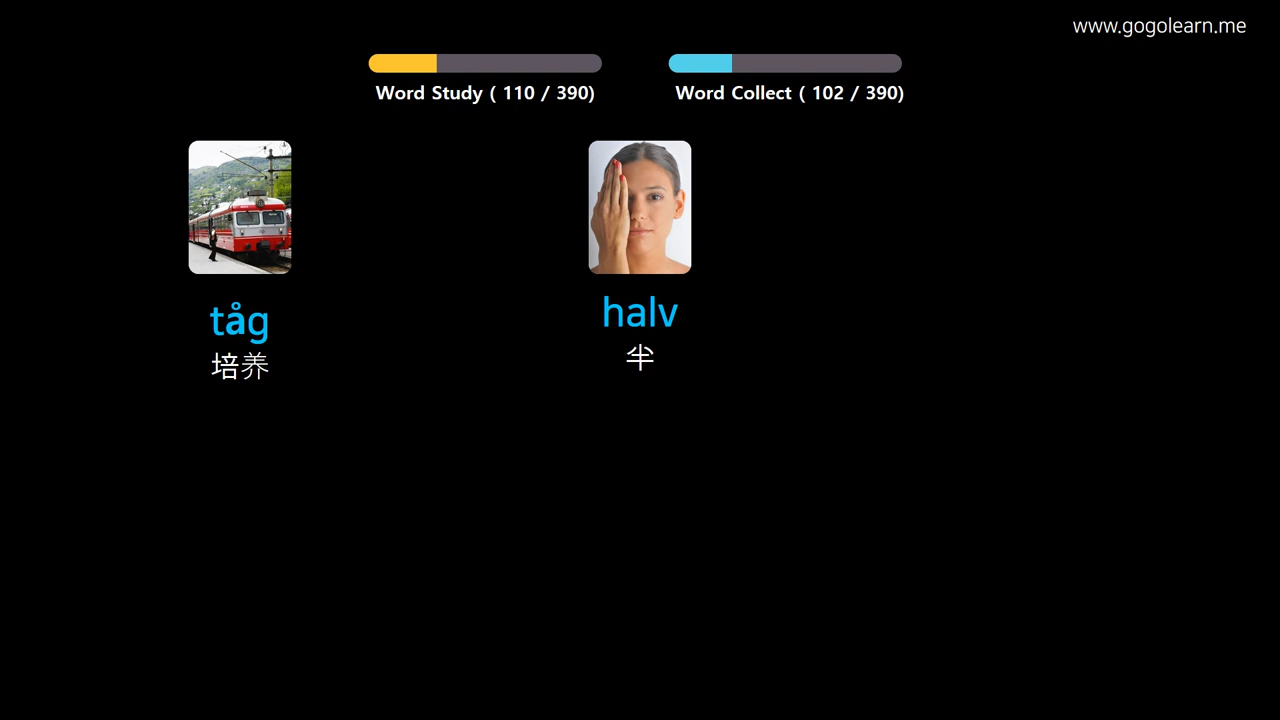 www.gogolearn.me
Word Study ( 110 / 390)
Word Collect ( 102 / 390)
tåg
培养
halv
半